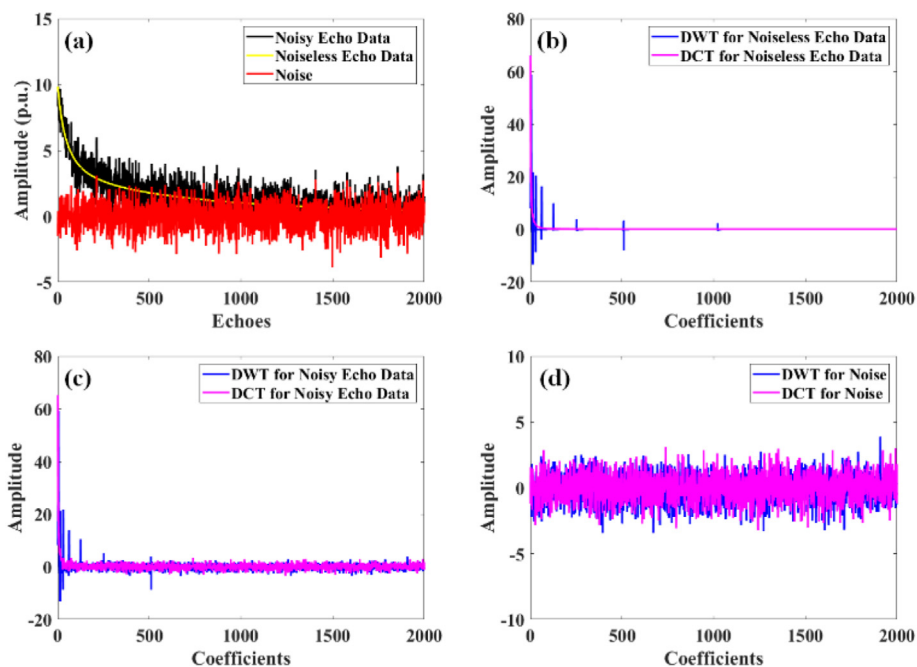 (a)
Noisy Echo Data
Noiseless Echo Data
Noise
Amplitude (p.u.)
15
10
5
0
-5
0 500 1000 1500 2000
Echoes
(b)
DWT for Noiseless Echo Data
DCT for Noiseless Echo Data
Amplitude
80
60
40
20
0
-20
0 500 1000 1500 2000
Coefficients
(c)
DWT for Noisy Echo Data
DCT for Noisy Echo Data
Amplitude
80
60
40
20
0
-20
0 500 1000 1500 2000
Coefficients
(d)
DWT for Noise
DCT for Noise
Amplitude
10
5
0
-5
-10
0 500 1000 1500 2000
Coefficients